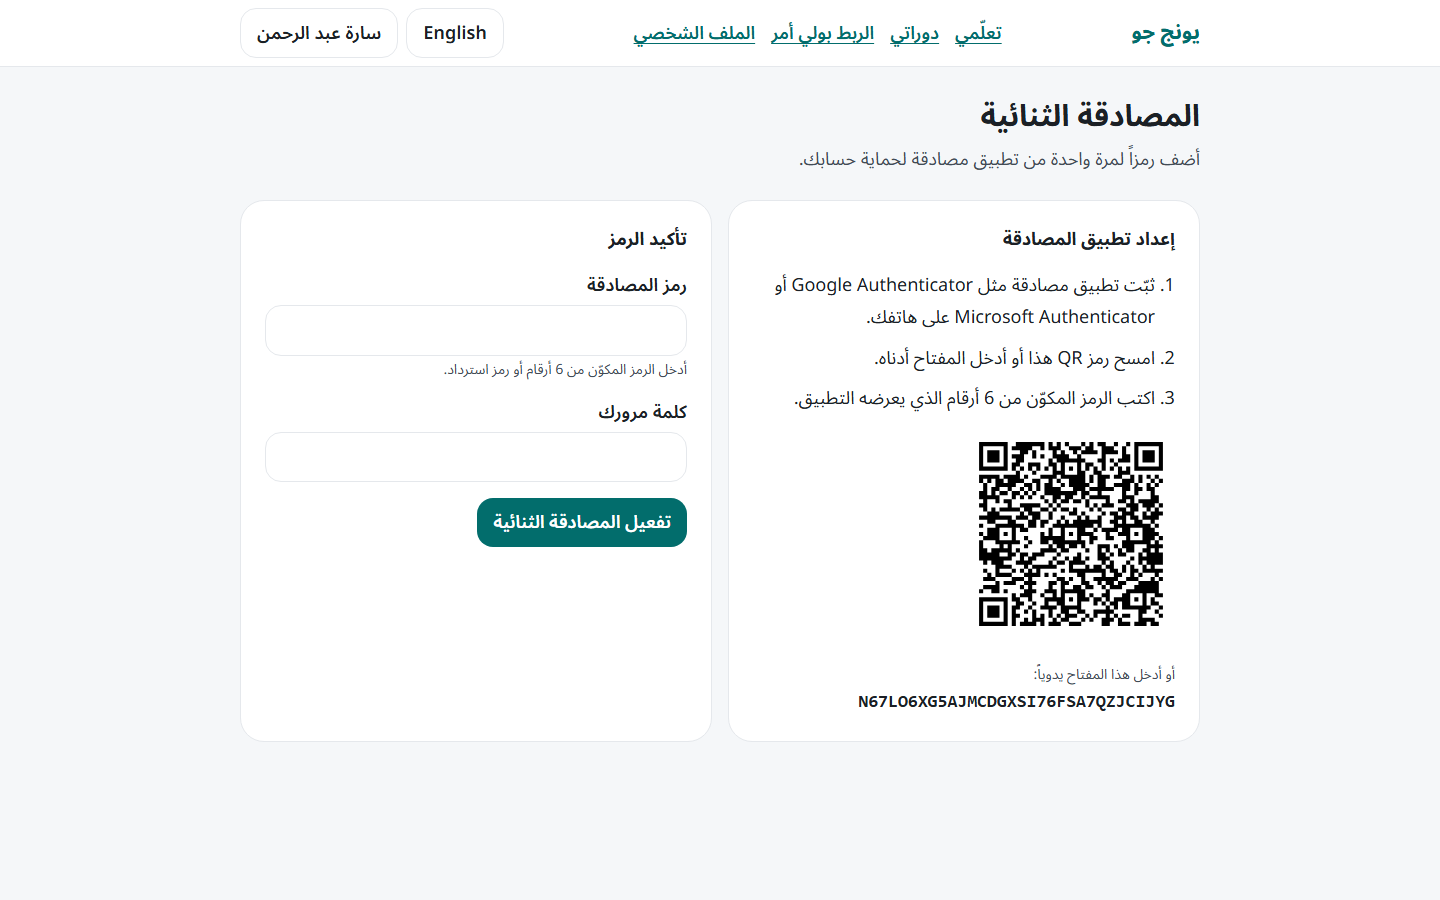 يونج جو
تعلّمي
دوراتي
الربط بولي أمر
الملف الشخصي
English
سارة عبد الرحمن
المصادقة الثنائية
أضف رمزاً لمرة واحدة من تطبيق مصادقة لحماية حسابك.
إعداد تطبيق المصادقة
1. ثبّت تطبيق مصادقة مثل Google Authenticator أو
Microsoft Authenticator على هاتفك.
2. امسح رمز QR هذا أو أدخل المفتاح أدناه.
3. اكتب الرمز المكوّن من 6 أرقام الذي يعرضه التطبيق.
أو أدخل هذا المفتاح يدوياً:
N67LO6XG5AJMCDGXSI76FSA7QZJCIJYG
تأكيد الرمز
رمز المصادقة
أدخل الرمز المكوّن من 6 أرقام أو رمز استرداد.
كلمة مرورك
تفعيل المصادقة الثنائية